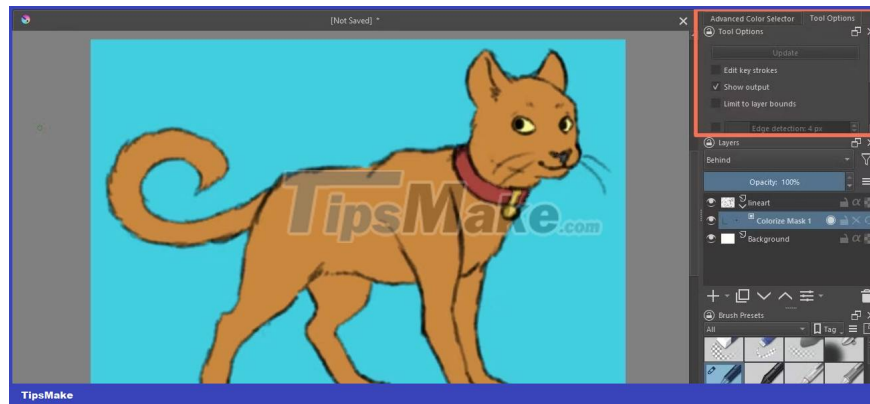 [Not Saved] *
Advanced Color Selector Tool Options
Tool Options
Update
Edit key strokes
Show output
Limit to layer bounds
Edge detection: 4 px
Layers
Behind
Opacity: 100%
lineart
Colorize Mask 1
Background
Brush Presets
All
Tag
TipsMake.com
TipsMake